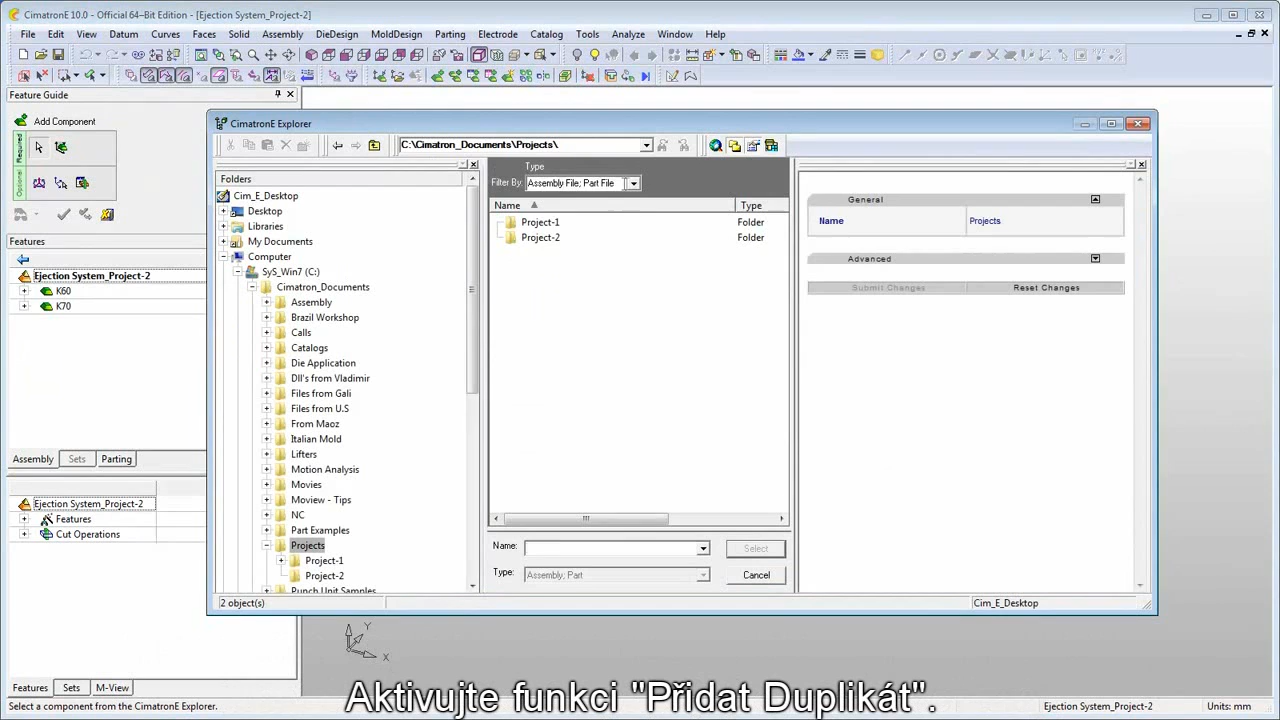 CimatronE 10.0 - Official 64-Bit Edition - [Ejection System_Project-2]
File Edit View Datum Curves Faces Solid Assembly DieDesign MoldDesign Parting Electrode Catalog Tools Analyze Window Help
Feature Guide
Add Component
Required
Optional
Features
Ejection System_Project-2
K60
K70
Assembly Sets Parting
Ejection System_Project-2
Features
Cut Operations
Features Sets M-View
CimatronE Explorer
C:\Cimatron_Documents\Projects\
Folders
Cim_E_Desktop
Desktop
Libraries
My Documents
Computer
SyS_Win7 (C:)
Cimatron_Documents
Assembly
Brazil Workshop
Calls
Catalogs
Die Application
Dll's from Vladimir
Files from Gali
Files from U.S
From Maoz
Italian Mold
Lifters
Motion Analysis
Movies
Moview - Tips
NC
Part Examples
Projects
Project-1
Project-2
Punch Unit Samples
Type
Filter By: Assembly File; Part File
Name Type
Project-1 Folder
Project-2 Folder
Name: Select
Type: Assembly; Part Cancel
General
Name Projects
Advanced
Submit Changes Reset Changes
2 object(s) Cim_E_Desktop
Y
X
Aktivujte funkci "Přidat Duplikát".
Select a component from the CimatronE Explorer. Ejection System_Project-2 Units: mm